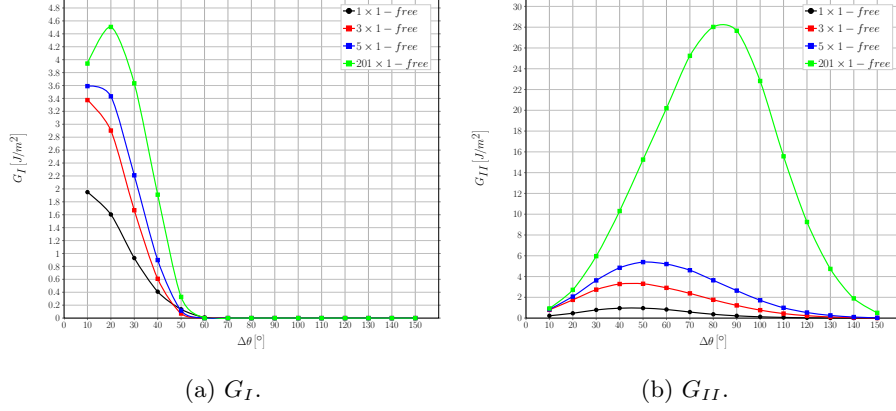 4.8
4.6
4.4
4.2
4
3.8
3.6
3.4
3.2
3
2.8
2.6
2.4
2.2
2
1.8
1.6
1.4
1.2
1
0.8
0.6
0.4
0.2
0
G_I [J/m^2]
0 10 20 30 40 50 60 70 80 90 100 110 120 130 140 150
Δθ [°]
1 × 1 − free
3 × 1 − free
5 × 1 − free
201 × 1 − free
(a) G_I.
30
28
26
24
22
20
18
16
14
12
10
8
6
4
2
0
G_II [J/m^2]
0 10 20 30 40 50 60 70 80 90 100 110 120 130 140 150
Δθ [°]
1 × 1 − free
3 × 1 − free
5 × 1 − free
201 × 1 − free
(b) G_II.